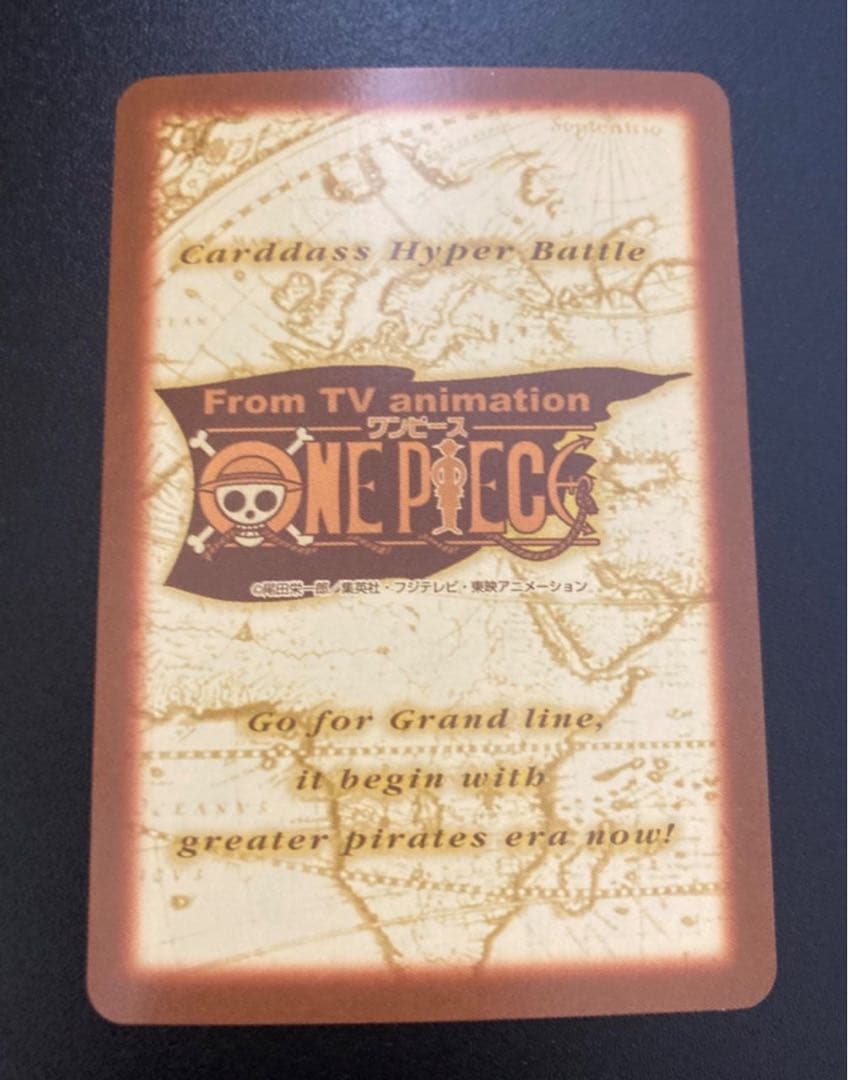 Septentrio
Carddass Hyper Battle
From TV animation
ワンピース
ONE PIECE
©尾田栄一郎／集英社・フジテレビ・東映アニメーション
Go for Grand line,
it begin with
greater pirates era now!